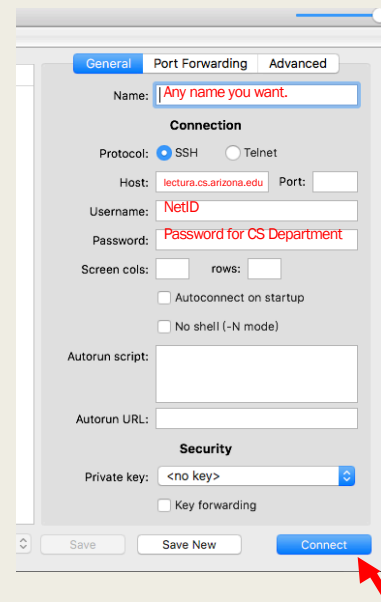 General Port Forwarding Advanced
Name: Any name you want.
Connection
Protocol: SSH Telnet
Host: lectura.cs.arizona.edu Port:
Username: NetID
Password: Password for CS Department
Screen cols: rows:
Autoconnect on startup
No shell (-N mode)
Autorun script:
Autorun URL:
Security
Private key: <no key>
Key forwarding
Save Save New Connect